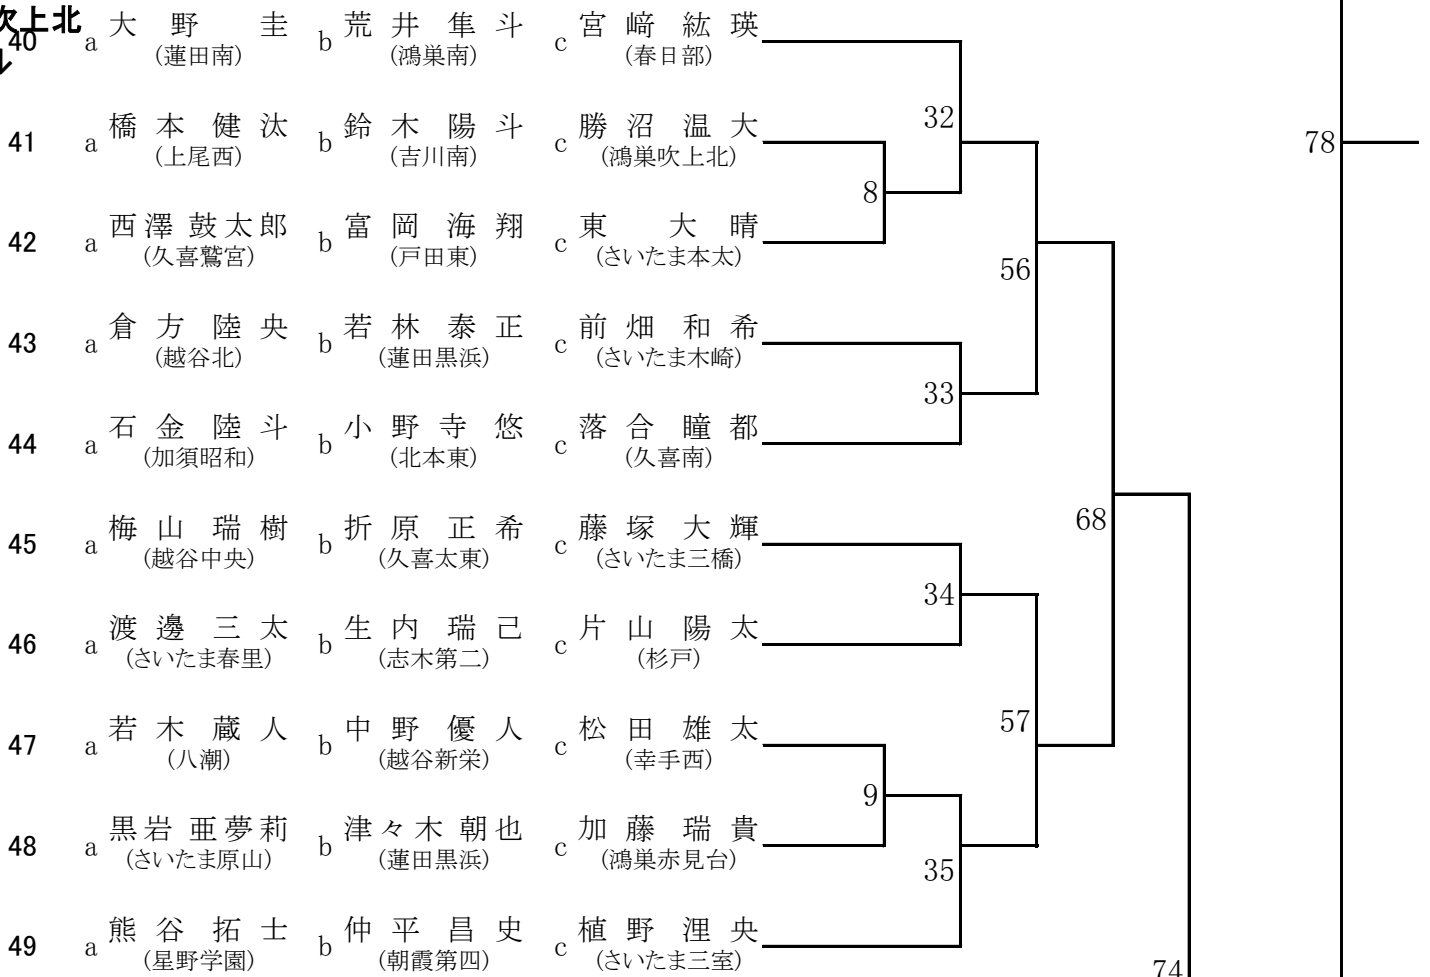 吹上北
40 a 大野 圭 b 荒井隼斗 c 宮﨑紘瑛
(蓮田南) (鴻巣南) (春日部)
32
41 a 橋本健汰 b 鈴木陽斗 c 勝沼温大
(上尾西) (吉川南) (鴻巣吹上北)
78
8
42 a 西澤鼓太郎 b 富岡海翔 c 東 大晴
(久喜鷲宮) (戸田東) (さいたま本太)
56
43 a 倉方陸央 b 若林泰正 c 前畑和希
(越谷北) (蓮田黒浜) (さいたま木崎)
33
44 a 石金陸斗 b 小野寺悠 c 落合瞳都
(加須昭和) (北本東) (久喜南)
68
45 a 梅山瑞樹 b 折原正希 c 藤塚大輝
(越谷中央) (久喜太東) (さいたま三橋)
34
46 a 渡邊三太 b 生内瑞己 c 片山陽太
(さいたま春里) (志木第二) (杉戸)
57
47 a 若木蔵人 b 中野優人 c 松田雄太
(八潮) (越谷新栄) (幸手西)
9
48 a 黒岩亜夢莉 b 津々木朝也 c 加藤瑞貴
(さいたま原山) (蓮田黒浜) (鴻巣赤見台)
35
49 a 熊谷拓士 b 仲平昌史 c 植野浬央
(星野学園) (朝霞第四) (さいたま三室)
74